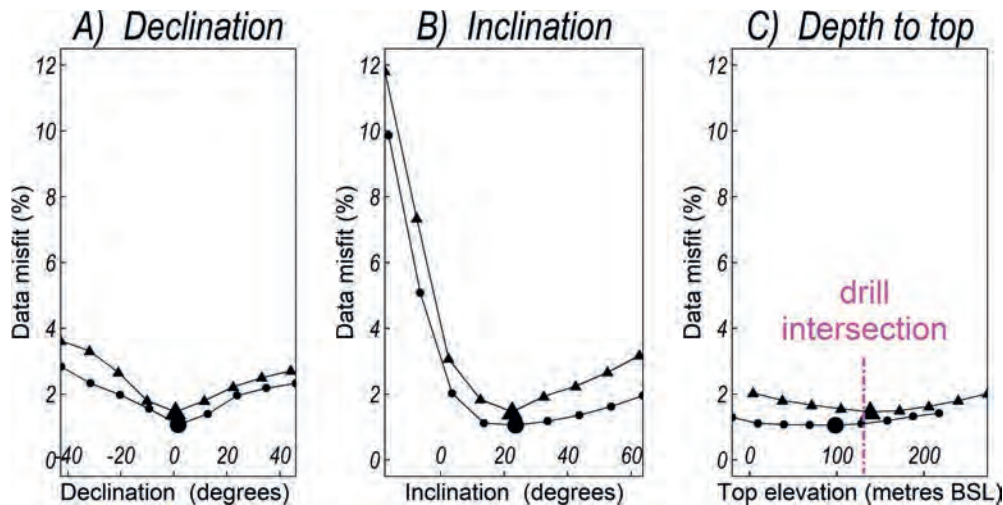 A) Declination
12
10
8
6
4
2
0
Data misfit (%)
-40 -20 0 20 40
Declination (degrees)
B) Inclination
12
10
8
6
4
2
0
Data misfit (%)
0 20 40 60
Inclination (degrees)
C) Depth to top
12
10
8
6
4
2
0
Data misfit (%)
drill
intersection
0 100 200
Top elevation (metres BSL)